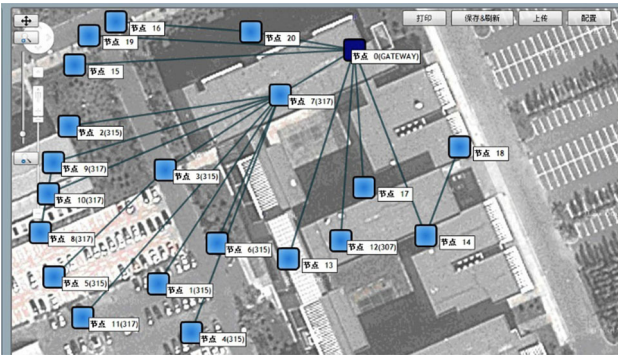 打印 保存&刷新 上传 配置
节点 16
节点 19
节点 20
节点 0(GATEWAY)
节点 15
节点 7(317)
节点 2(315)
节点 18
节点 9(317)
节点 3(315)
节点 10(317)
节点 17
节点 8(317)
节点 6(315)
节点 12(307)
节点 14
节点 13
节点 5(315)
节点 1(315)
节点 11(317)
节点 4(315)